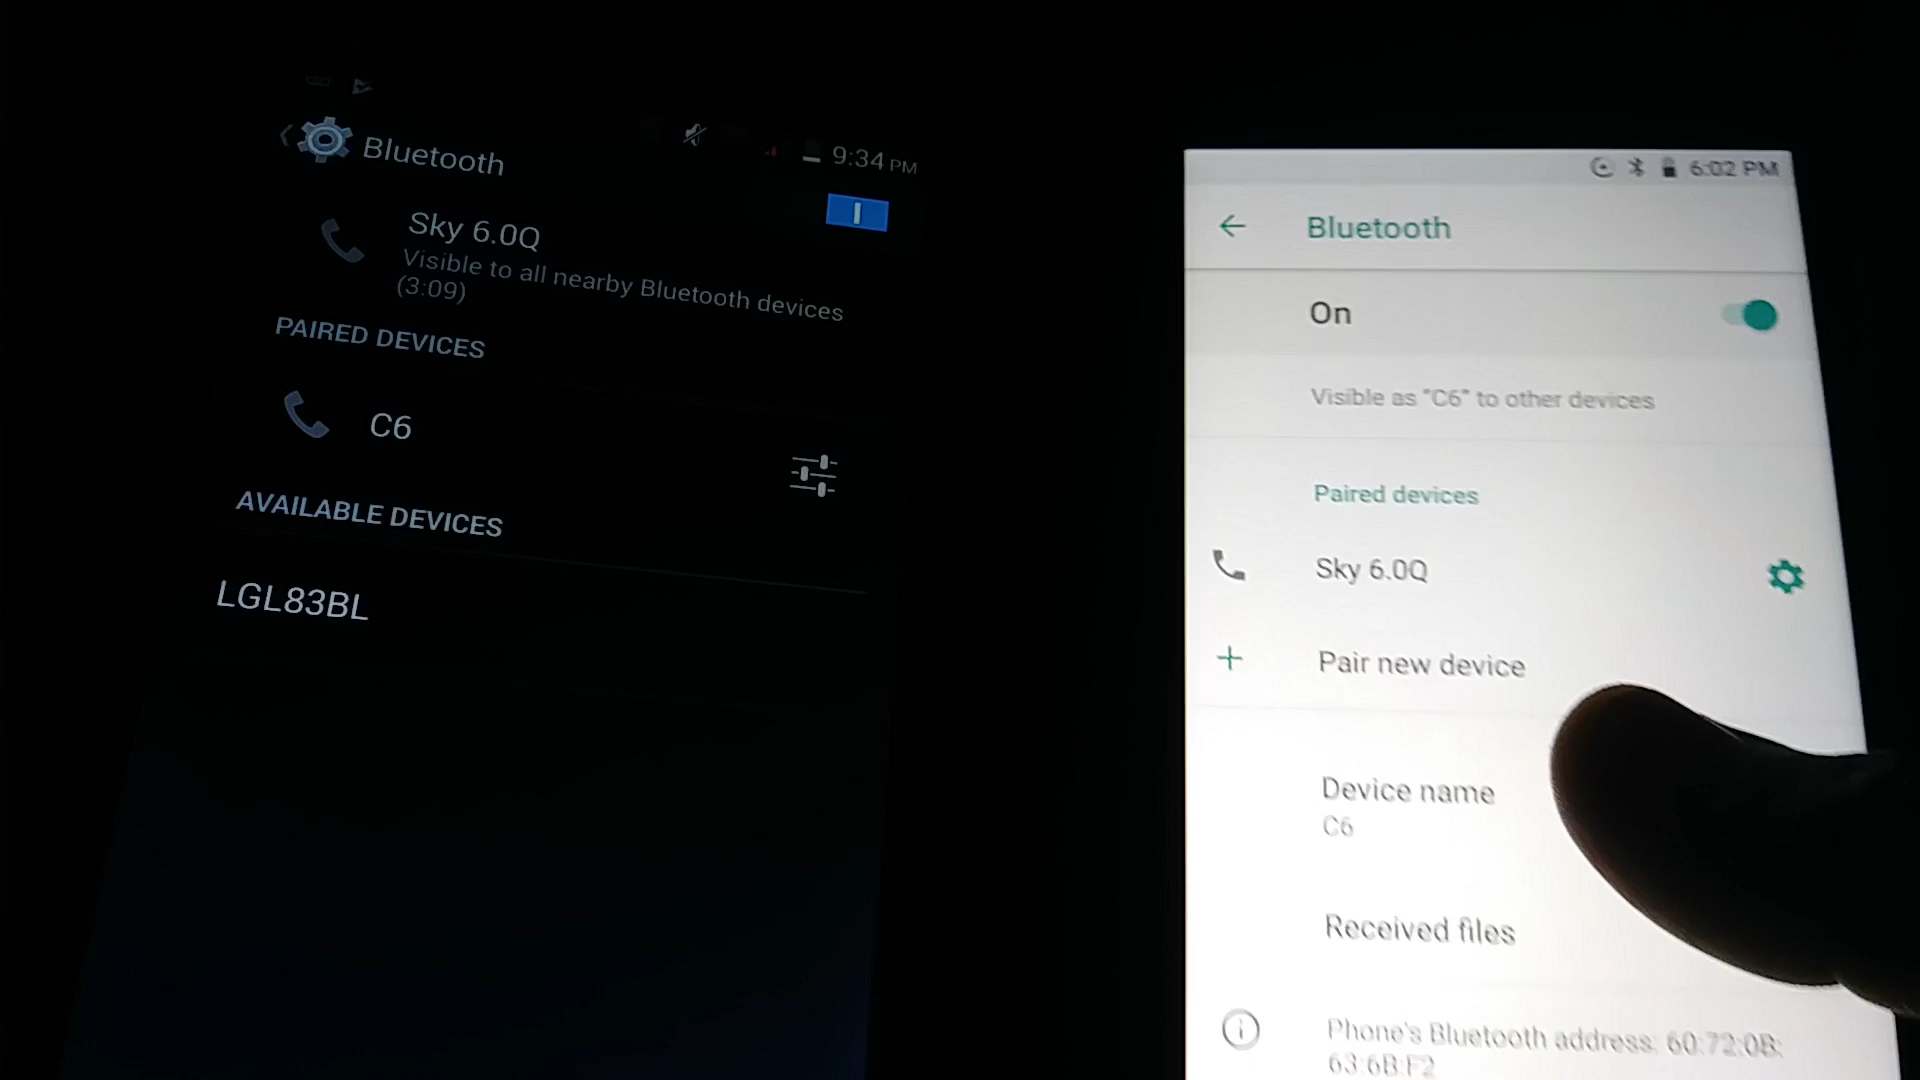 9:34 PM
Bluetooth
Sky 6.0Q
Visible to all nearby Bluetooth devices
(3:09)
PAIRED DEVICES
C6
AVAILABLE DEVICES
LGL83BL
6:02 PM
Bluetooth
On
Visible as "C6" to other devices
Paired devices
Sky 6.0Q
Pair new device
Device name
C6
Received files
Phone's Bluetooth address: 60:72:0B:
63:6B:F2